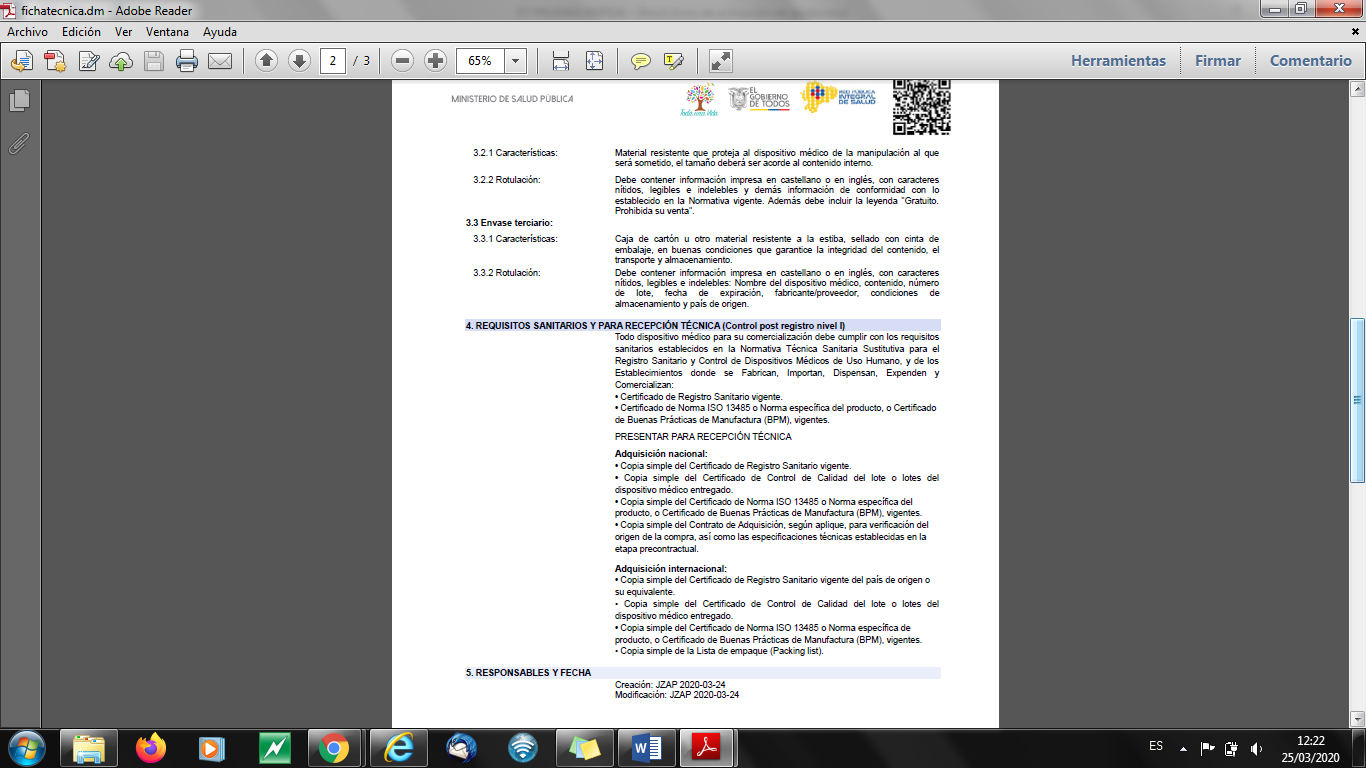 fichatecnica.dm - Adobe Reader
Archivo Edición Ver Ventana Ayuda
2 / 3 65% Herramientas Firmar Comentario
MINISTERIO DE SALUD PÚBLICA
Toda una Vida
EL GOBIERNO DE TODOS
RED PÚBLICA INTEGRAL DE SALUD
3.2.1 Características: Material resistente que proteja al dispositivo médico de la manipulación al que
será sometido, el tamaño deberá ser acorde al contenido interno.
3.2.2 Rotulación: Debe contener información impresa en castellano o en inglés, con caracteres
nítidos, legibles e indelebles y demás información de conformidad con lo
establecido en la Normativa vigente. Además debe incluir la leyenda "Gratuito.
Prohibida su venta".
3.3 Envase terciario:
3.3.1 Características: Caja de cartón u otro material resistente a la estiba, sellado con cinta de
embalaje, en buenas condiciones que garantice la integridad del contenido, el
transporte y almacenamiento.
3.3.2 Rotulación: Debe contener información impresa en castellano o en inglés, con caracteres
nítidos, legibles e indelebles: Nombre del dispositivo médico, contenido, número
de lote, fecha de expiración, fabricante/proveedor, condiciones de
almacenamiento y país de origen.
4. REQUISITOS SANITARIOS Y PARA RECEPCIÓN TÉCNICA (Control post registro nivel I)
Todo dispositivo médico para su comercialización debe cumplir con los requisitos
sanitarios establecidos en la Normativa Técnica Sanitaria Sustitutiva para el
Registro Sanitario y Control de Dispositivos Médicos de Uso Humano, y de los
Establecimientos donde se Fabrican, Importan, Dispensan, Expenden y
Comercializan:
• Certificado de Registro Sanitario vigente.
• Certificado de Norma ISO 13485 o Norma específica del producto, o Certificado
de Buenas Prácticas de Manufactura (BPM), vigentes.
PRESENTAR PARA RECEPCIÓN TÉCNICA
Adquisición nacional:
• Copia simple del Certificado de Registro Sanitario vigente.
• Copia simple del Certificado de Control de Calidad del lote o lotes del
dispositivo médico entregado.
• Copia simple del Certificado de Norma ISO 13485 o Norma específica del
producto, o Certificado de Buenas Prácticas de Manufactura (BPM), vigentes.
• Copia simple del Contrato de Adquisición, según aplique, para verificación del
origen de la compra, así como las especificaciones técnicas establecidas en la
etapa precontractual.
Adquisición internacional:
• Copia simple del Certificado de Registro Sanitario vigente del país de origen o
su equivalente.
• Copia simple del Certificado de Control de Calidad del lote o lotes del
dispositivo médico entregado.
• Copia simple del Certificado de Norma ISO 13485 o Norma específica de
producto, o Certificado de Buenas Prácticas de Manufactura (BPM), vigentes.
• Copia simple de la Lista de empaque (Packing list).
5. RESPONSABLES Y FECHA
Creación: JZAP 2020-03-24
Modificación: JZAP 2020-03-24
ES 12:22
25/03/2020